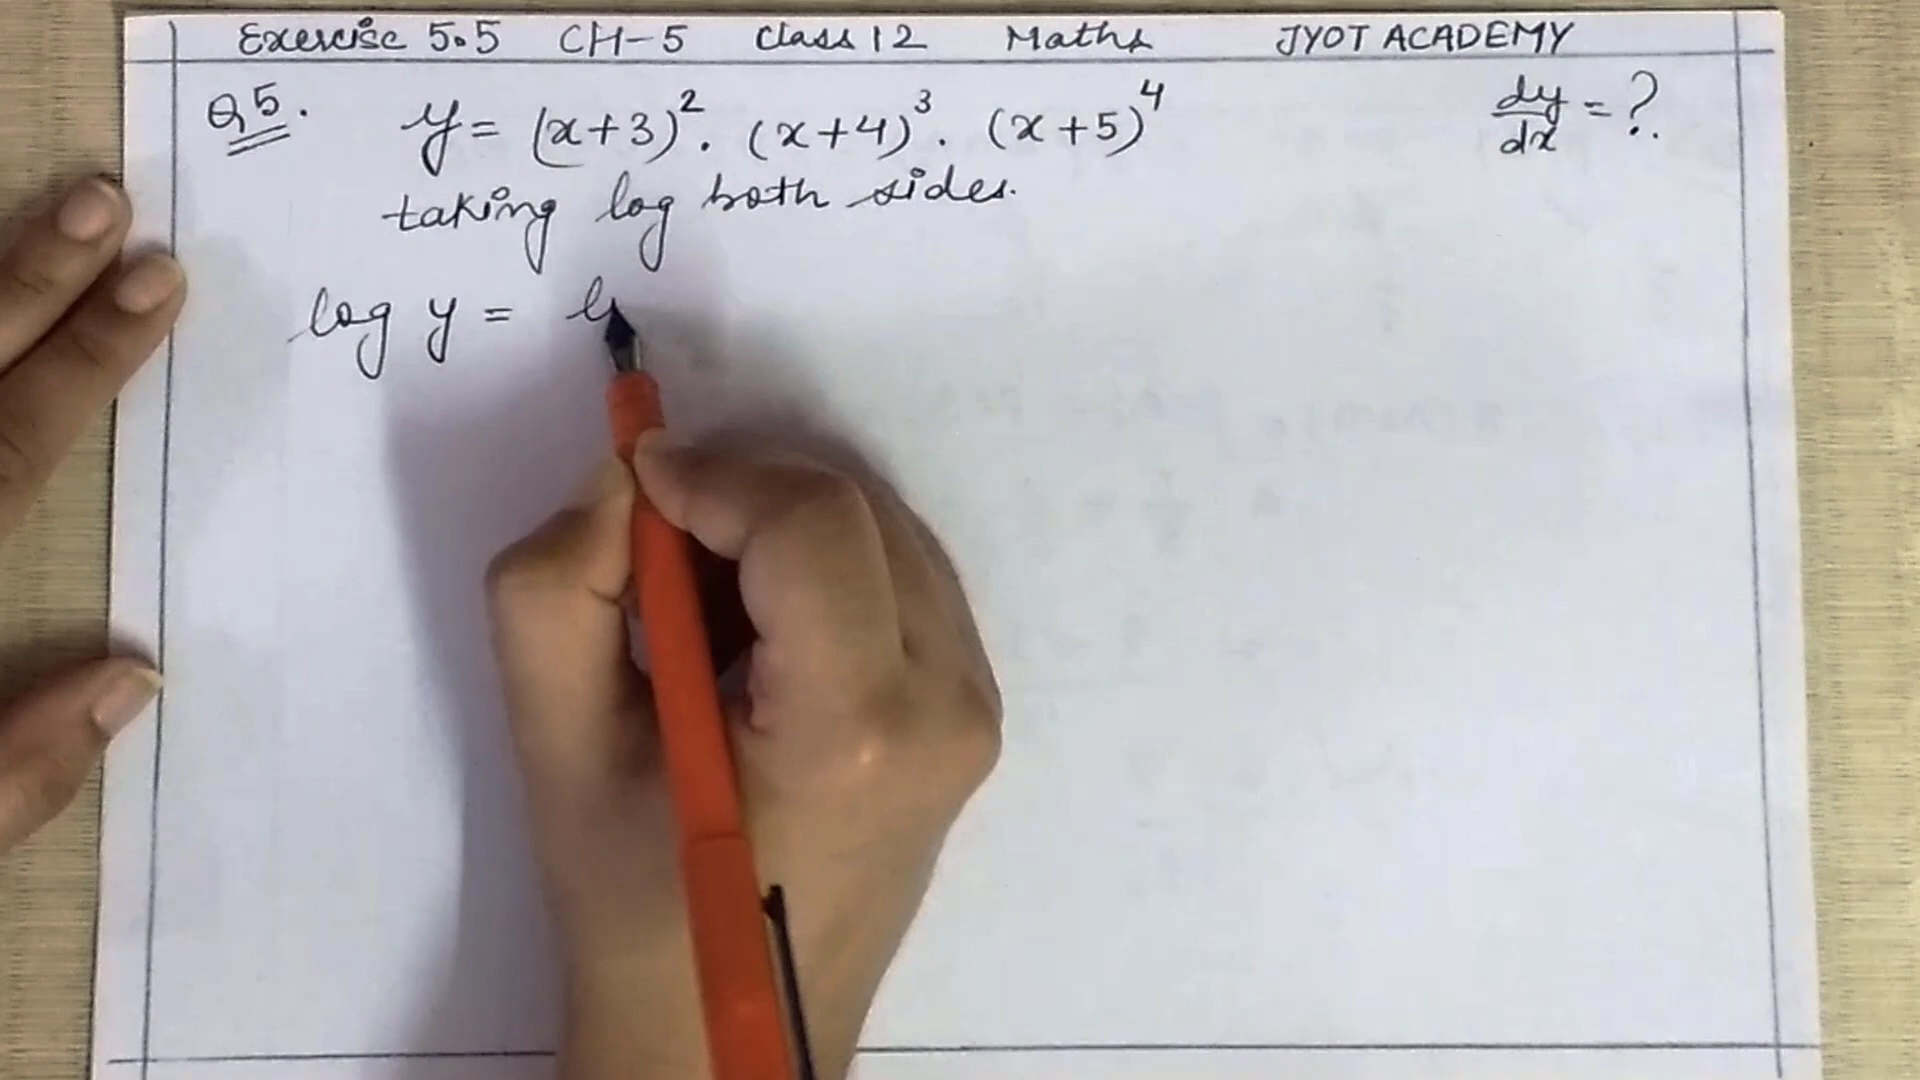 Exercise 5.5 CH-5 Class 12 Maths JYOT ACADEMY
Q5. y = (x+3)². (x+4)³. (x+5)⁴ dy/dx = ?
taking log both sides.
log y =